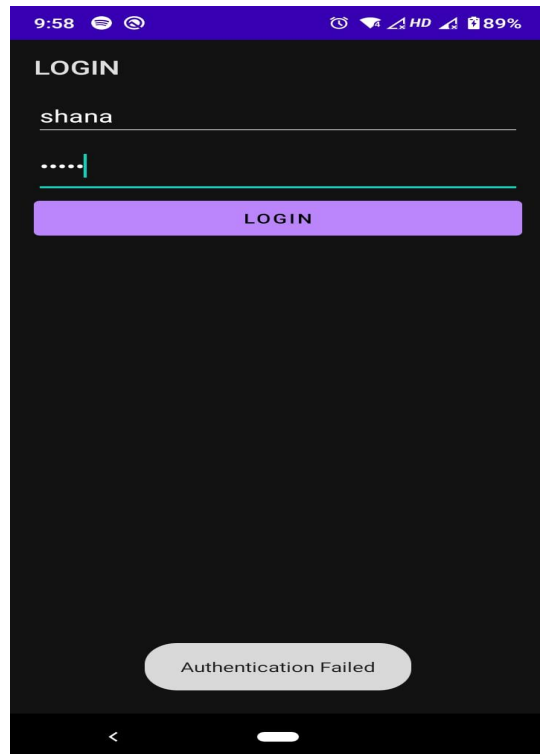 9:58 HD 89%
LOGIN
shana
•••••
LOGIN
Authentication Failed